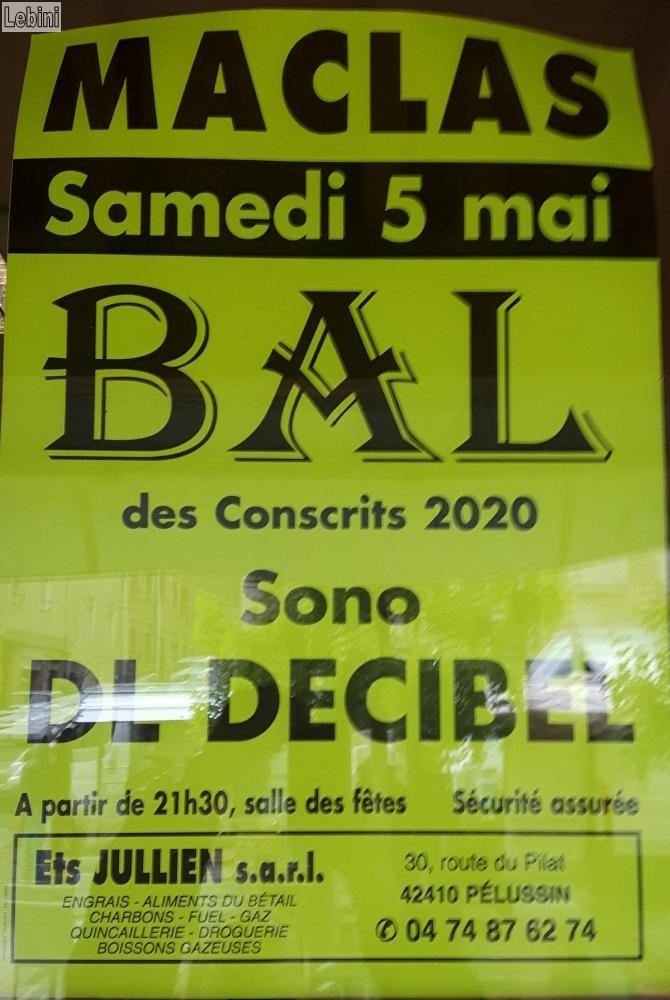 Lebini
MACLAS
Samedi 5 mai
BAL
des Conscrits 2020
Sono
DL DECIBEL
A partir de 21h30, salle des fêtes Sécurité assurée
Ets JULLIEN s.a.r.l.
ENGRAIS - ALIMENTS DU BÉTAIL
CHARBONS - FUEL - GAZ
QUINCAILLERIE - DROGUERIE
BOISSONS GAZEUSES
30, route du Pilat
42410 PÉLUSSIN
✆ 04 74 87 62 74